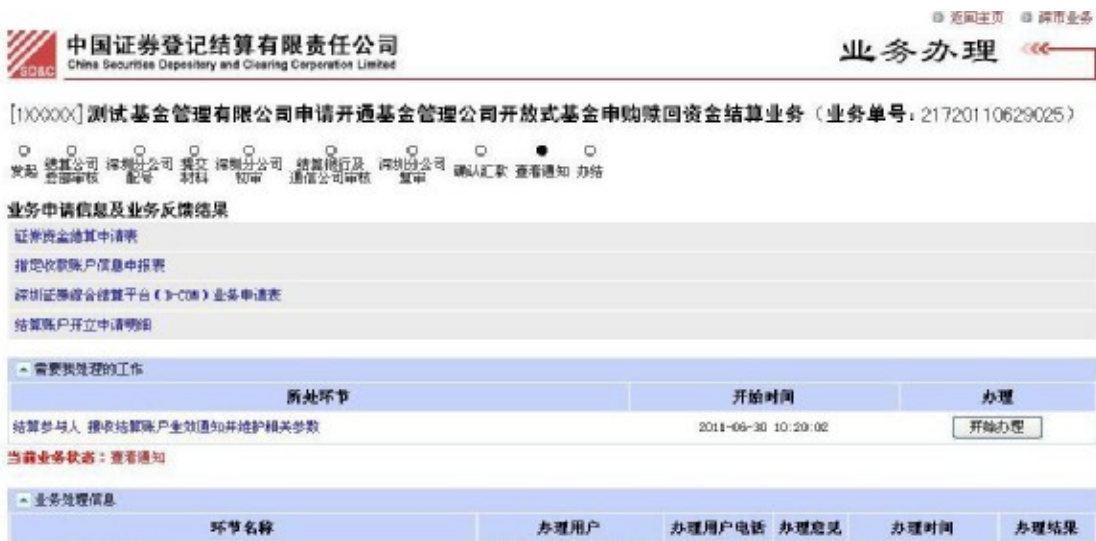 返回主页 深市业务
中国证券登记结算有限责任公司
China Securities Depository and Clearing Corporation Limited
SD&C
业务办理
[1XXXXX]测试基金管理有限公司申请开通基金管理公司开放式基金申购赎回资金结算业务（业务单号：21720110629025）
发起 结算公司总部审核 深圳分公司配号 提交材料 深圳分公司初审 结算银行及通信公司审核 深圳分公司复审 确认汇款 查看通知 办结
业务申请信息及业务反馈结果
证券资金结算申请表
指定收款账户信息申报表
深圳证券综合结算平台（D-COM）业务申请表
结算账户开立申请明细
需要我处理的工作
所处环节 开始时间 办理
结算参与人 接收结算账户生效通知并维护相关参数 2011-06-30 10:20:02 开始办理
当前业务状态：查看通知
业务处理信息
环节名称 办理用户 办理用户电话 办理意见 办理时间 办理结果